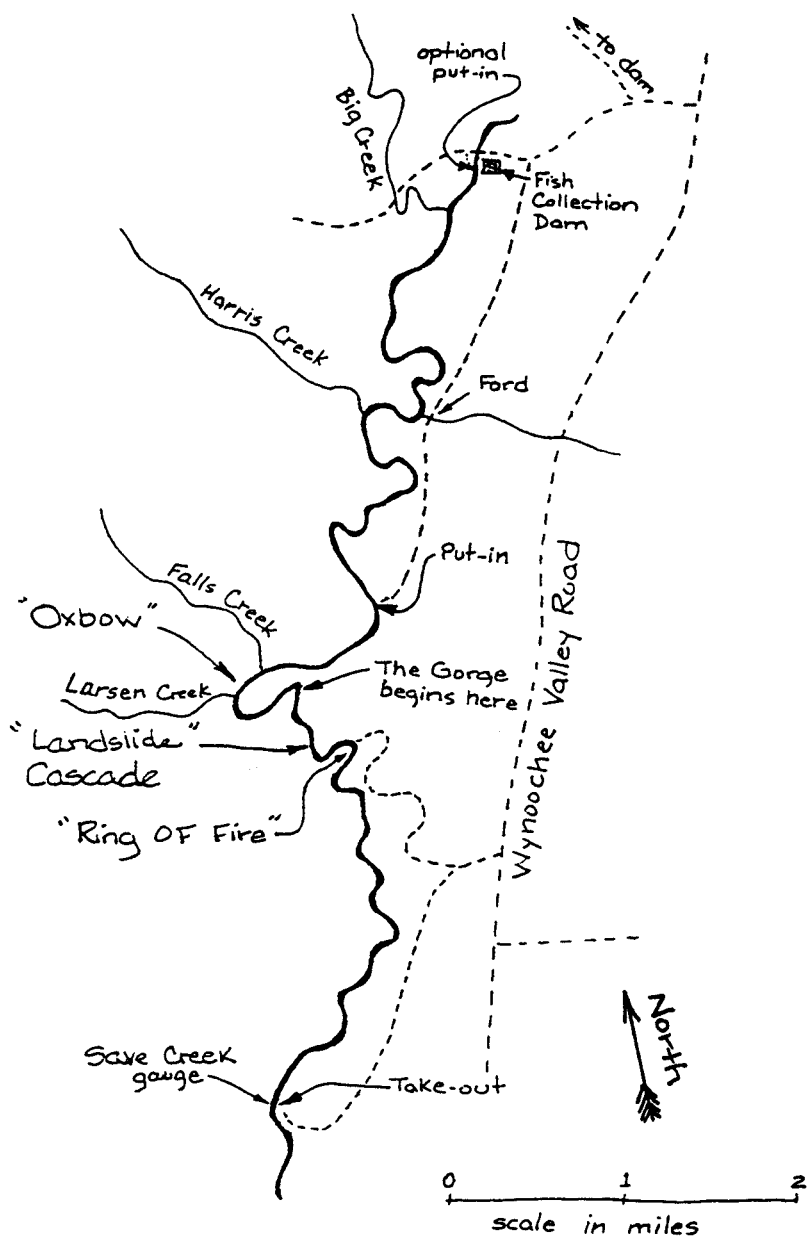 optional
put-in
to dam
Big Creek
Fish
Collection
Dam
Harris Creek
Ford
Put-in
Falls Creek
"Oxbow"
Larsen Creek
The Gorge
begins here
"Landslide"
Cascade
"Ring OF Fire"
Wynoochee Valley Road
North
Save Creek
gauge
Take-out
0 1 2
scale in miles